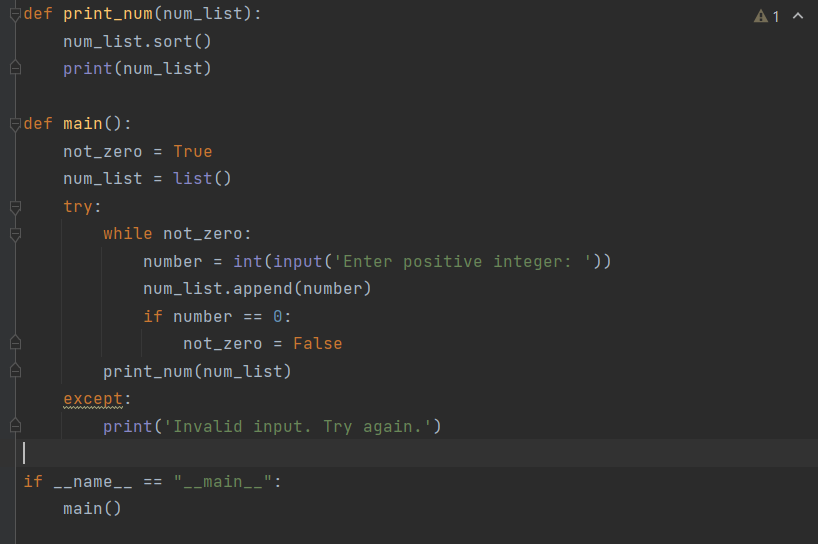 def print_num(num_list):
    num_list.sort()
    print(num_list)

def main():
    not_zero = True
    num_list = list()
    try:
        while not_zero:
            number = int(input('Enter positive integer: '))
            num_list.append(number)
            if number == 0:
                not_zero = False
        print_num(num_list)
    except:
        print('Invalid input. Try again.')

if __name__ == "__main__":
    main()
1